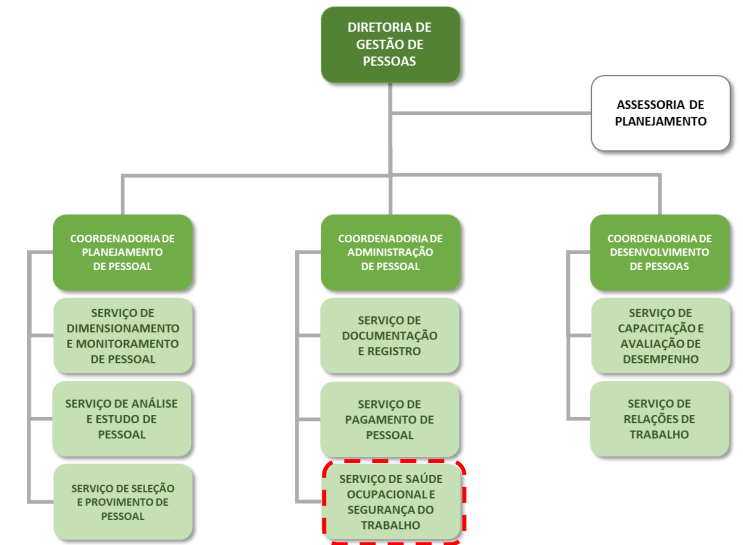 DIRETORIA DE
GESTÃO DE
PESSOAS
ASSESSORIA DE
PLANEJAMENTO
COORDENADORIA DE
PLANEJAMENTO
DE PESSOAL
SERVIÇO DE
DIMENSIONAMENTO
E MONITORAMENTO
DE PESSOAL
SERVIÇO DE ANÁLISE
E ESTUDO DE
PESSOAL
SERVIÇO DE SELEÇÃO
E PROVIMENTO DE
PESSOAL
COORDENADORIA DE
ADMINISTRAÇÃO
DE PESSOAL
SERVIÇO DE
DOCUMENTAÇÃO
E REGISTRO
SERVIÇO DE
PAGAMENTO DE
PESSOAL
SERVIÇO DE SAÚDE
OCUPACIONAL E
SEGURANÇA DO
TRABALHO
COORDENADORIA DE
DESENVOLVIMENTO
DE PESSOAS
SERVIÇO DE
CAPACITAÇÃO E
AVALIAÇÃO DE
DESEMPENHO
SERVIÇO DE
RELAÇÕES DE
TRABALHO